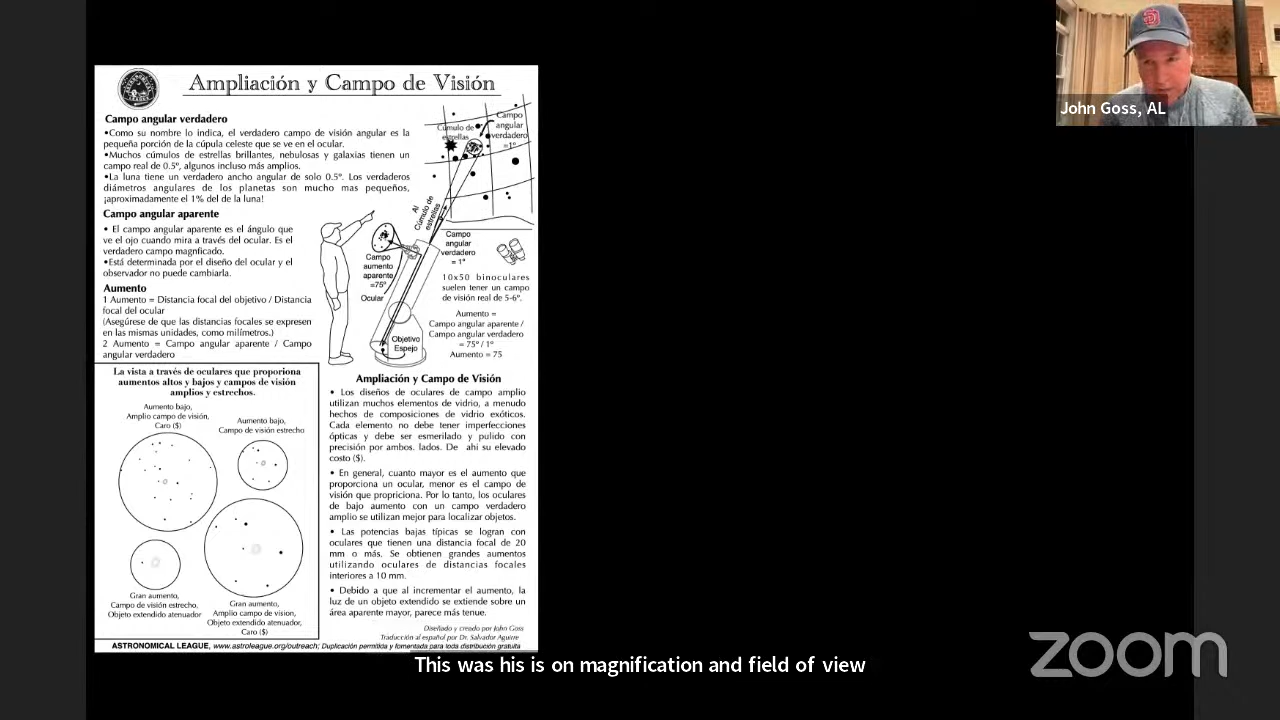 Ampliación y Campo de Visión
Campo angular verdadero
•Como su nombre lo indica, el verdadero campo de visión angular es la
pequeña porción de la cúpula celeste que se ve en el ocular.
•Muchos cúmulos de estrellas brillantes, nebulosas y galaxias tienen un
campo real de 0.5º, algunos incluso más amplios.
•La luna tiene un verdadero ancho angular de solo 0.5º. Los verdaderos
diámetros angulares de los planetas son mucho mas pequeños,
¡aproximadamente el 1% del de la luna!
Campo angular aparente
• El campo angular aparente es el ángulo que
ve el ojo cuando mira a través del ocular. Es el
verdadero campo magnficado.
•Está determinada por el diseño del ocular y el
observador no puede cambiarla.
Aumento
1 Aumento = Distancia focal del objetivo / Distancia
focal del ocular
(Asegúrese de que las distancias focales se expresen
en las mismas unidades, como milímetros.)
2 Aumento = Campo angular aparente / Campo
angular verdadero
Cúmulo de
estrellas
Campo
angular
verdadero
=1º
Al
Cúmulo de
estrellas
Campo
angular
verdadero
= 1º
Campo
aumento
aparente
=75º
Ocular
Objetivo
Espejo
10x50 binoculares
suelen tener un campo
de visión real de 5-6º.
Aumento =
Campo angular aparente /
Campo angular verdadero
= 75º / 1º
Aumento = 75
La vista a través de oculares que proporiona
aumentos altos y bajos y campos de visión
amplios y estrechos.
Aumento bajo,
Amplio campo de visión,
Caro ($)
Aumento bajo,
Campo de visión estrecho
Gran aumento,
Campo de visión estrecho,
Objeto extendido atenuador
Gran aumento,
Amplio campo de vision,
Objeto extendido atenuador,
Caro ($)
Ampliación y Campo de Visión
• Los diseños de oculares de campo amplio
utilizan muchos elementos de vidrio, a menudo
hechos de composiciones de vidrio exóticos.
Cada elemento no debe tener imperfecciones
ópticas y debe ser esmerilado y pulido con
precisión por ambos. lados. De ahi su elevado
costo ($).
• En general, cuanto mayor es el aumento que
proporciona un ocular, menor es el campo de
visión que propriciona. Por lo tanto, los oculares
de bajo aumento con un campo verdadero
amplio se utilizan mejor para localizar objetos.
• Las potencias bajas típicas se logran con
oculares que tienen una distancia focal de 20
mm o más. Se obtienen grandes aumentos
utilizando oculares de distancias focales
interiores a 10 mm.
• Debido a que al incrementar el aumento, la
luz de un objeto extendido se extiende sobre un
área aparente mayor, parece más tenue.
Diseñado y creado por John Goss
Traducción al español por Dr. Salvador Aguirre
ASTRONOMICAL LEAGUE, www.astroleague.org/outreach; Duplicación permitida y fomentada para toda distribución gratuita
John Goss, AL
This was his is on magnification and field of view
zoom